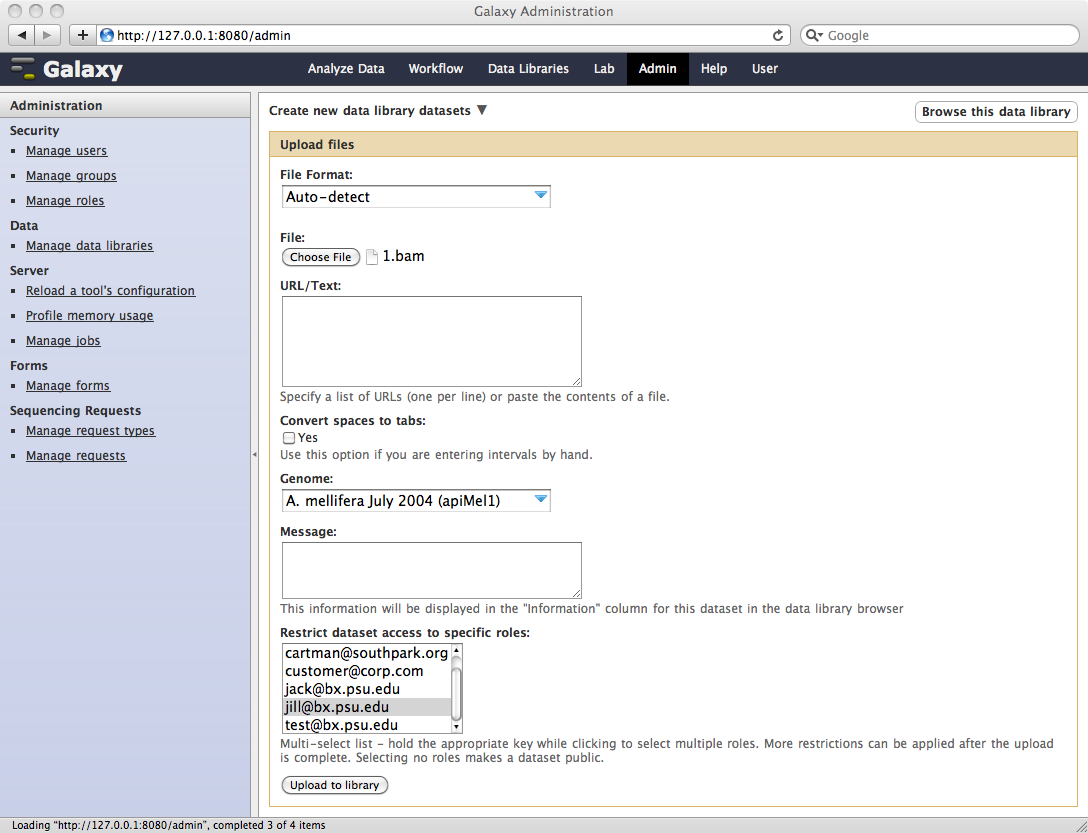 Galaxy Administration
http://127.0.0.1:8080/admin
Google
Galaxy
Analyze Data Workflow Data Libraries Lab Admin Help User
Administration
Security
Manage users
Manage groups
Manage roles
Data
Manage data libraries
Server
Reload a tool's configuration
Profile memory usage
Manage jobs
Forms
Manage forms
Sequencing Requests
Manage request types
Manage requests
Create new data library datasets
Browse this data library
Upload files
File Format:
Auto-detect
File:
Choose File 1.bam
URL/Text:
Specify a list of URLs (one per line) or paste the contents of a file.
Convert spaces to tabs:
Yes
Use this option if you are entering intervals by hand.
Genome:
A. mellifera July 2004 (apiMel1)
Message:
This information will be displayed in the "Information" column for this dataset in the data library browser
Restrict dataset access to specific roles:
cartman@southpark.org
customer@corp.com
jack@bx.psu.edu
jill@bx.psu.edu
test@bx.psu.edu
Multi-select list - hold the appropriate key while clicking to select multiple roles. More restrictions can be applied after the upload
is complete. Selecting no roles makes a dataset public.
Upload to library
Loading "http://127.0.0.1:8080/admin", completed 3 of 4 items